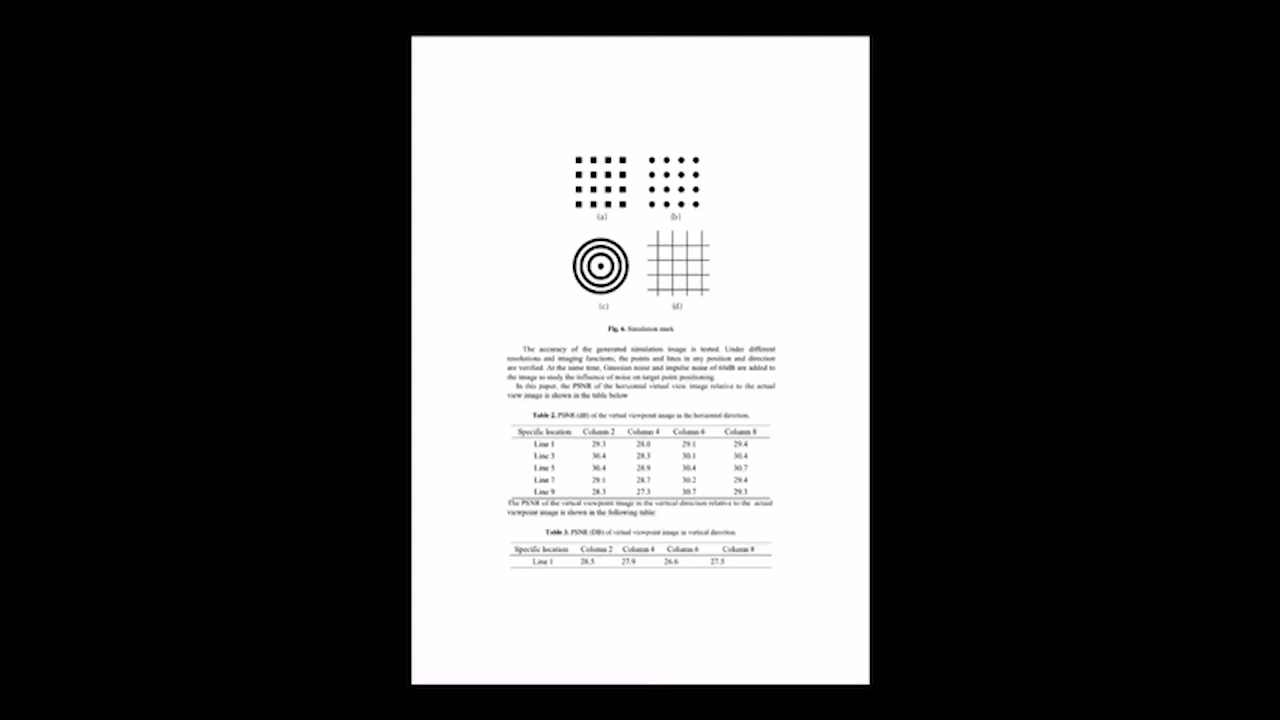 (a) (b)
(c) (d)
Fig. 6. Simulation mark
The accuracy of the generated simulation image is tested. Under different
resolutions and imaging functions, the points and lines in any position and direction
are verified. At the same time, Gaussian noise and impulse noise of 60dB are added to
the image to study the influence of noise on target point positioning.
In this paper, the PSNR of the horizontal virtual view image relative to the actual
view image is shown in the table below
Table 2. PSNR (dB) of the virtual viewpoint image in the horizontal direction.
Specific location Column 2 Column 4 Column 6 Column 8
Line 1 29.3 28.0 29.1 29.4
Line 3 30.4 28.3 30.1 30.4
Line 5 30.4 28.9 30.4 30.7
Line 7 29.1 28.7 30.2 29.4
Line 9 28.3 27.3 30.7 29.3
The PSNR of the virtual viewpoint image in the vertical direction relative to the actual
viewpoint image is shown in the following table:
Table 3. PSNR (DB) of virtual viewpoint image in vertical direction.
Specific location Column 2 Column 4 Column 6 Column 8
Line 1 28.5 27.9 26.6 27.5